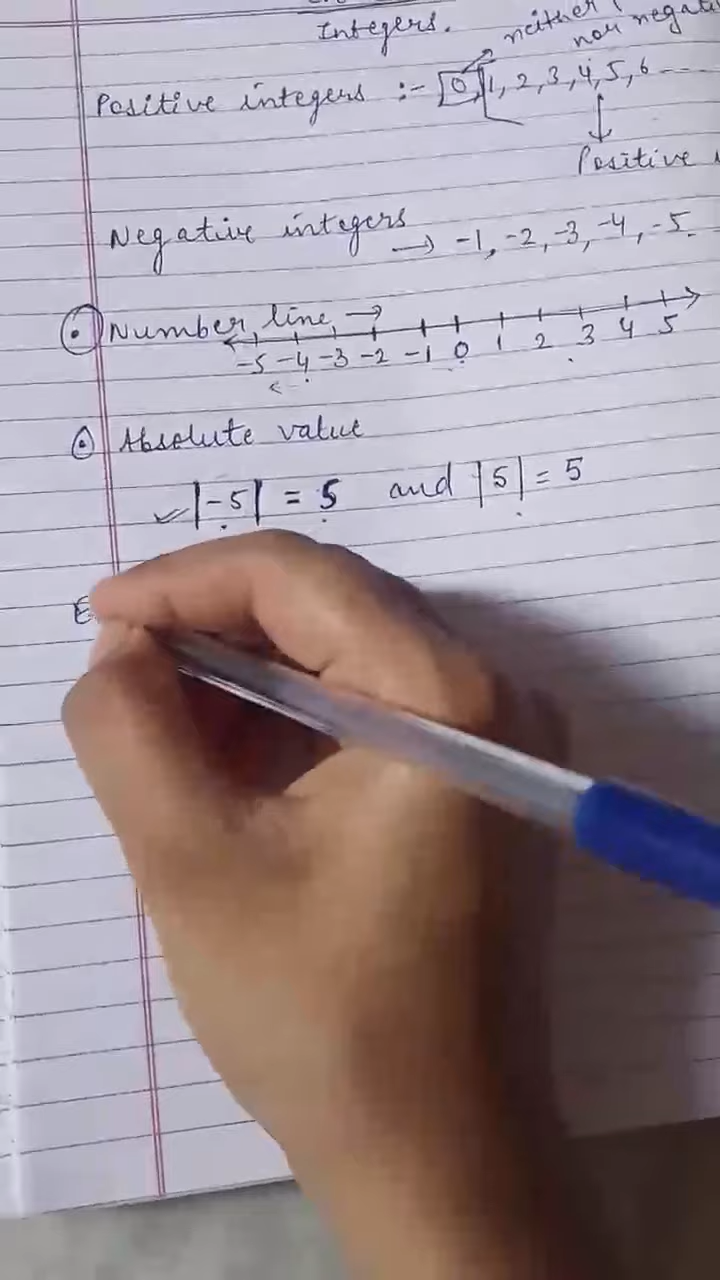 Integers.
neither
nor negati
Positive integers :- 0, 1, 2, 3, 4, 5, 6 ----
Positive
Negative integers → -1, -2, -3, -4, -5.
Number line →
-5 -4 -3 -2 -1 0 1 2 3 4 5
Absolute value
|-5| = 5 and |5| = 5
E